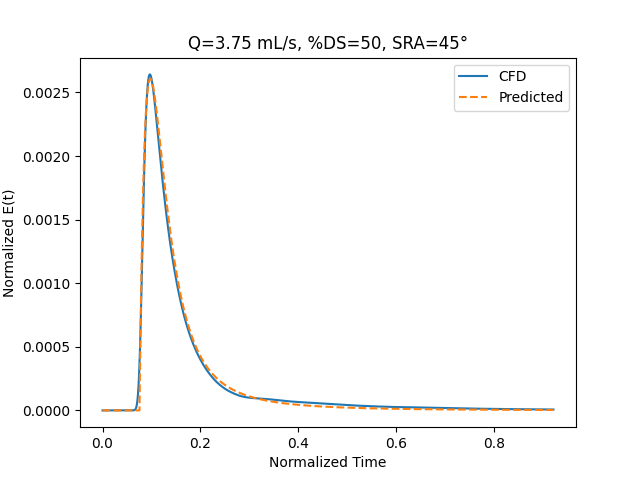 Q=3.75 mL/s, %DS=50, SRA=45°
CFD
Predicted
Normalized E(t)
0.0025
0.0020
0.0015
0.0010
0.0005
0.0000
0.0 0.2 0.4 0.6 0.8
Normalized Time